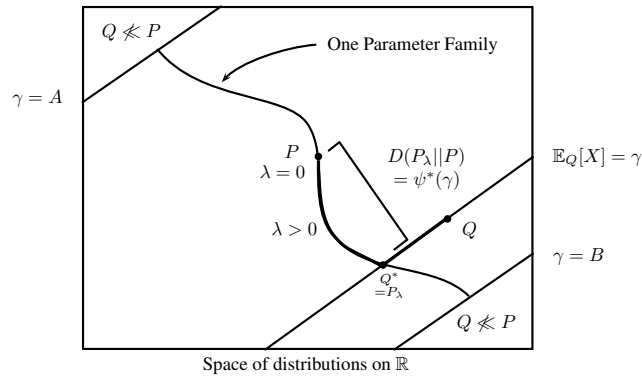 Q ≪̸ P
One Parameter Family
γ = A
P
λ = 0
D(P_λ||P)
= ψ*(γ)
𝔼_Q[X] = γ
λ > 0
Q
γ = B
Q*
=P_λ
Q ≪̸ P
Space of distributions on ℝ